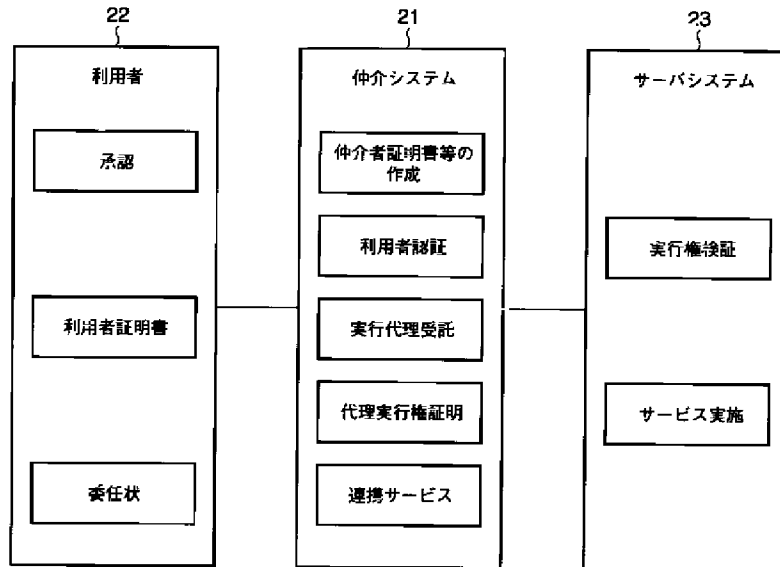 22
利用者
承認
利用者証明書
委任状
21
仲介システム
仲介者証明書等の
作成
利用者認証
実行代理受託
代理実行権証明
連携サービス
23
サーバシステム
実行権検証
サービス実施